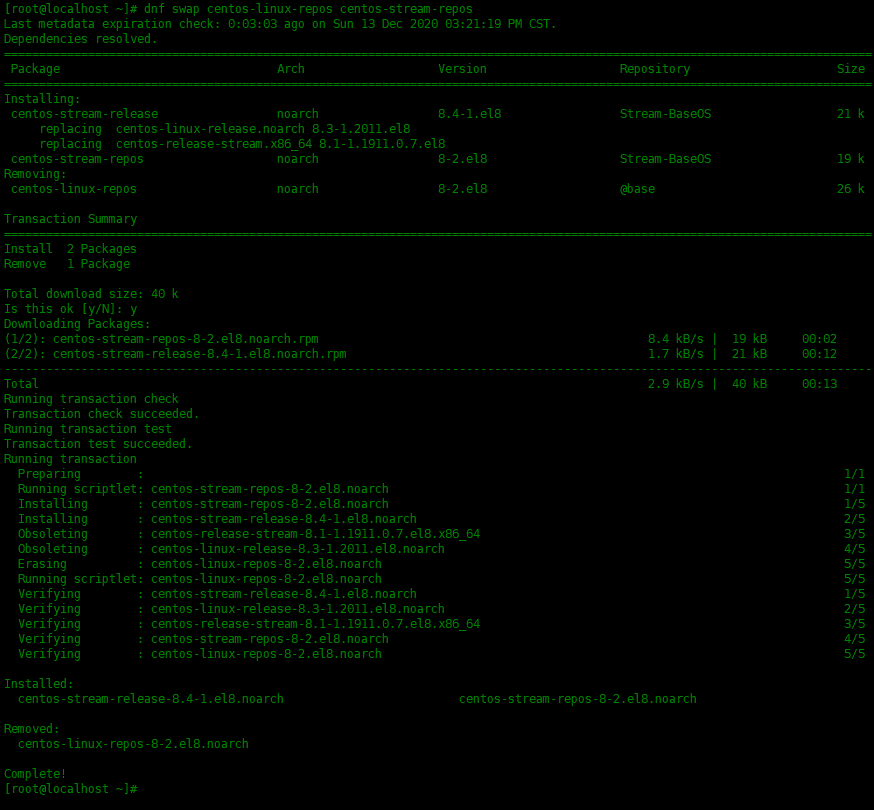 [root@localhost ~]# dnf swap centos-linux-repos centos-stream-repos
Last metadata expiration check: 0:03:03 ago on Sun 13 Dec 2020 03:21:19 PM CST.
Dependencies resolved.
Package Arch Version Repository Size
Installing:
centos-stream-release noarch 8.4-1.el8 Stream-BaseOS 21 k
replacing centos-linux-release.noarch 8.3-1.2011.el8
replacing centos-release-stream.x86_64 8.1-1.1911.0.7.el8
centos-stream-repos noarch 8-2.el8 Stream-BaseOS 19 k
Removing:
centos-linux-repos noarch 8-2.el8 @base 26 k
Transaction Summary
Install 2 Packages
Remove 1 Package
Total download size: 40 k
Is this ok [y/N]: y
Downloading Packages:
(1/2): centos-stream-repos-8-2.el8.noarch.rpm 8.4 kB/s | 19 kB 00:02
(2/2): centos-stream-release-8.4-1.el8.noarch.rpm 1.7 kB/s | 21 kB 00:12
Total 2.9 kB/s | 40 kB 00:13
Running transaction check
Transaction check succeeded.
Running transaction test
Transaction test succeeded.
Running transaction
Preparing : 1/1
Running scriptlet: centos-stream-repos-8-2.el8.noarch 1/1
Installing : centos-stream-repos-8-2.el8.noarch 1/5
Installing : centos-stream-release-8.4-1.el8.noarch 2/5
Obsoleting : centos-release-stream-8.1-1.1911.0.7.el8.x86_64 3/5
Obsoleting : centos-linux-release-8.3-1.2011.el8.noarch 4/5
Erasing : centos-linux-repos-8-2.el8.noarch 5/5
Running scriptlet: centos-linux-repos-8-2.el8.noarch 5/5
Verifying : centos-stream-release-8.4-1.el8.noarch 1/5
Verifying : centos-linux-release-8.3-1.2011.el8.noarch 2/5
Verifying : centos-release-stream-8.1-1.1911.0.7.el8.x86_64 3/5
Verifying : centos-stream-repos-8-2.el8.noarch 4/5
Verifying : centos-linux-repos-8-2.el8.noarch 5/5
Installed:
centos-stream-release-8.4-1.el8.noarch centos-stream-repos-8-2.el8.noarch
Removed:
centos-linux-repos-8-2.el8.noarch
Complete!
[root@localhost ~]#